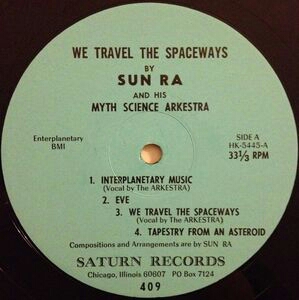 WE TRAVEL THE SPACEWAYS
BY
SUN RA
AND HIS
MYTH SCIENCE ARKESTRA
Enterplanetary
BMI
SIDE A
HK-5445-A
33⅓ RPM
1. INTERPLANETARY MUSIC
(Vocal by The ARKESTRA)
2. EVE
3. WE TRAVEL THE SPACEWAYS
(Vocal by The ARKESTRA)
4. TAPESTRY FROM AN ASTEROID
Compositions and Arrangements are by SUN RA
SATURN RECORDS
Chicago, Illinois 60607 PO Box 7124
409